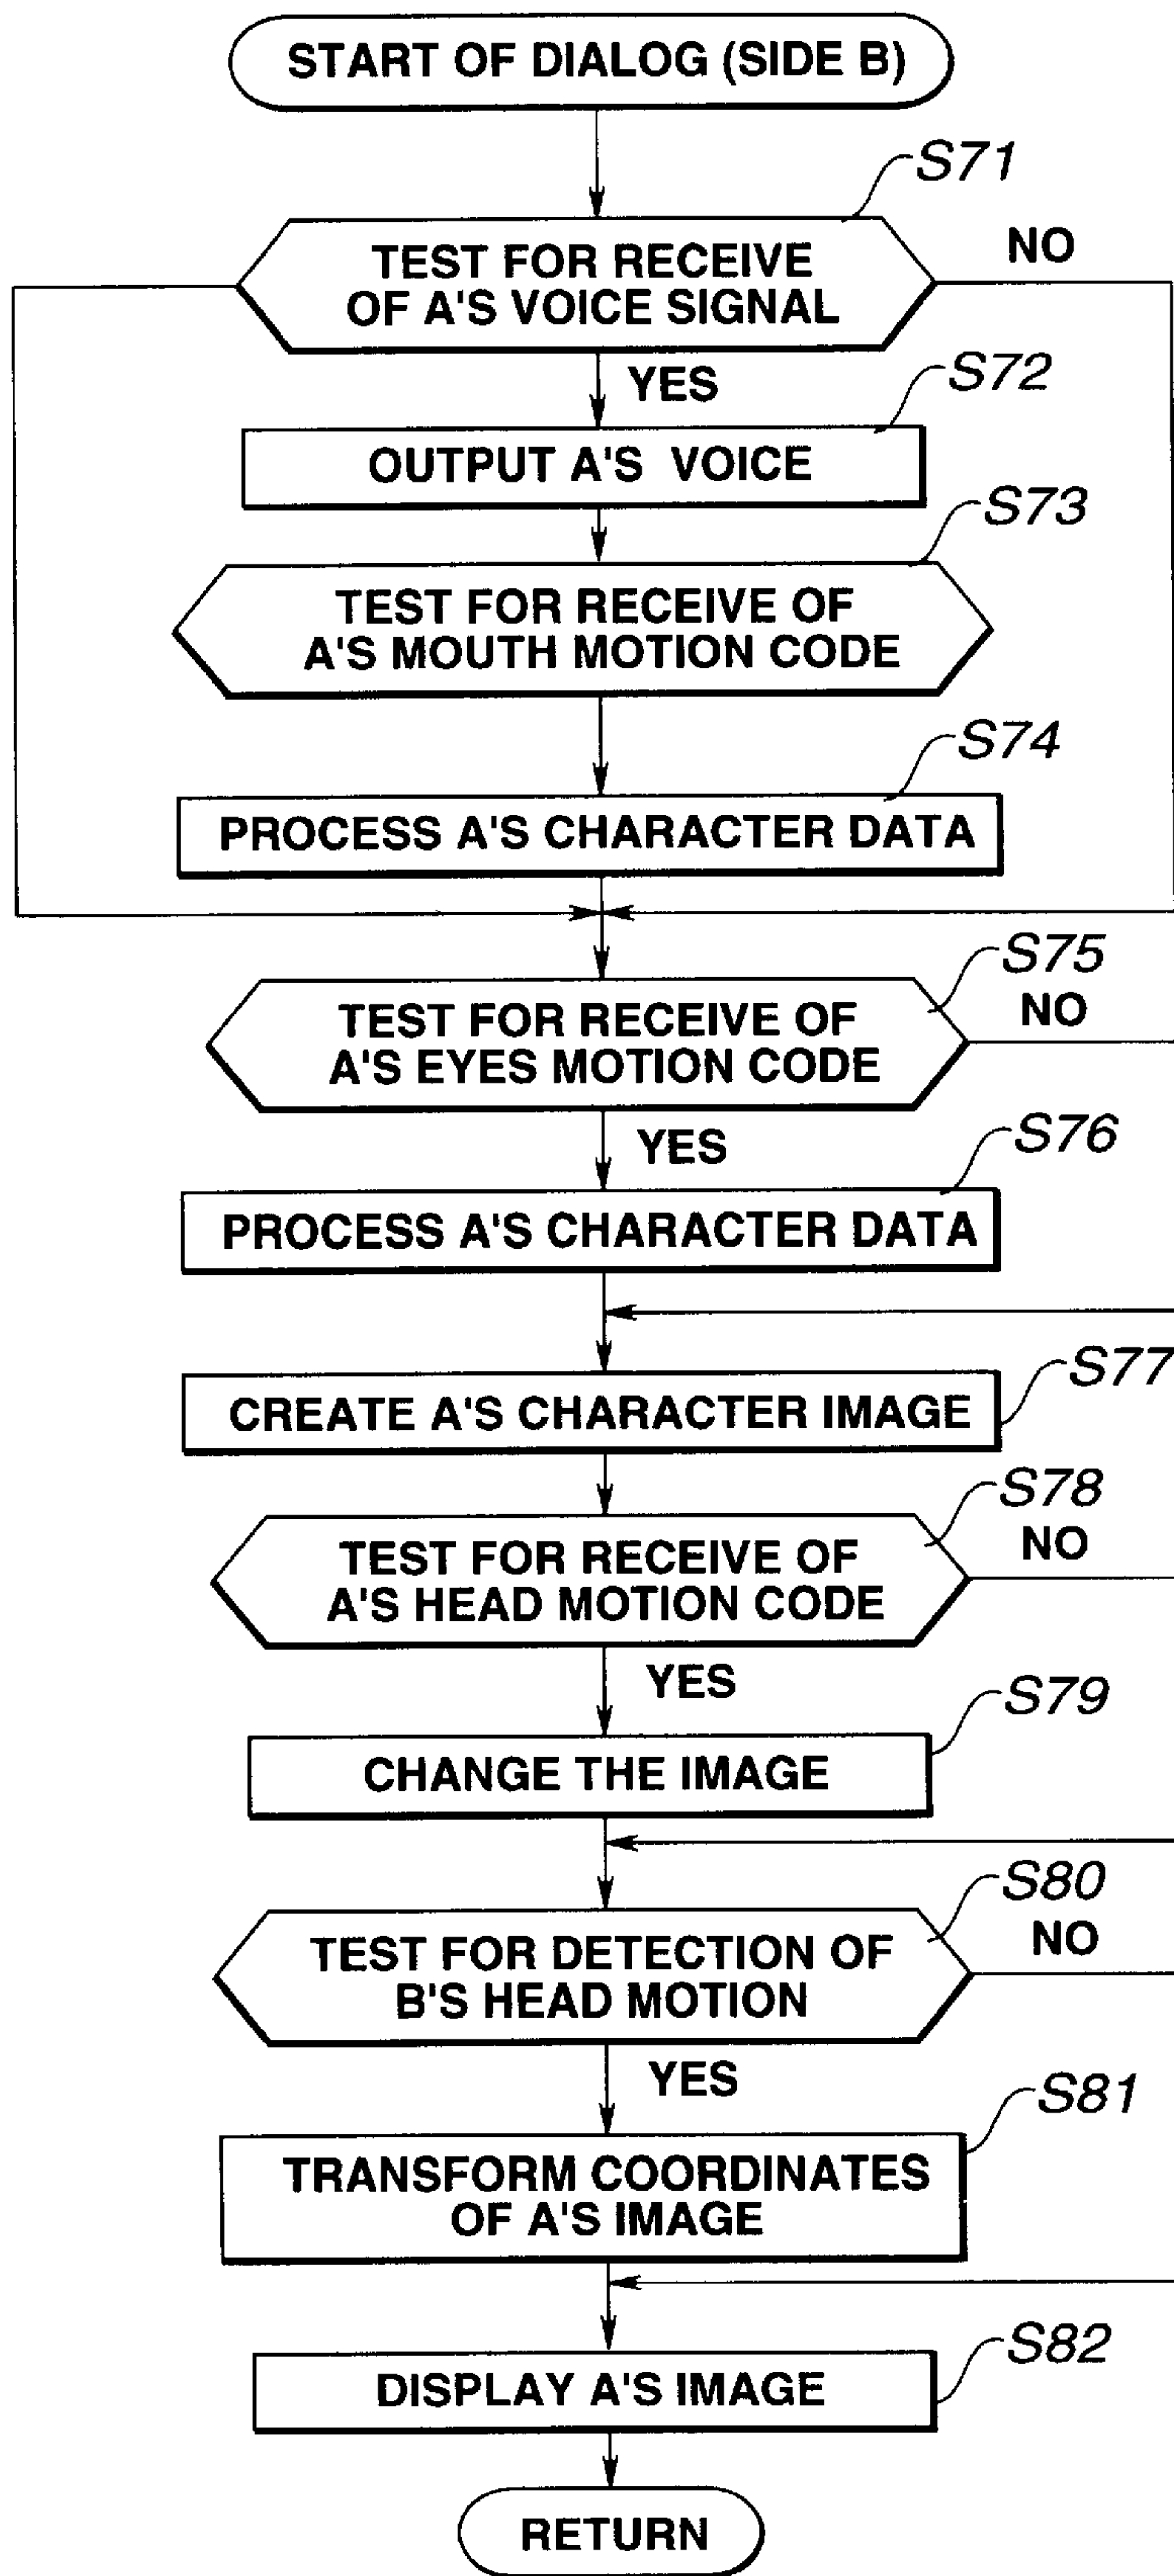 START OF DIALOG (SIDE B)
S71
TEST FOR RECEIVE
OF A'S VOICE SIGNAL
NO
YES
S72
OUTPUT A'S VOICE
S73
TEST FOR RECEIVE OF
A'S MOUTH MOTION CODE
S74
PROCESS A'S CHARACTER DATA
S75
TEST FOR RECEIVE OF
A'S EYES MOTION CODE
NO
YES
S76
PROCESS A'S CHARACTER DATA
S77
CREATE A'S CHARACTER IMAGE
S78
TEST FOR RECEIVE OF
A'S HEAD MOTION CODE
NO
YES
S79
CHANGE THE IMAGE
S80
TEST FOR DETECTION OF
B'S HEAD MOTION
NO
YES
S81
TRANSFORM COORDINATES
OF A'S IMAGE
S82
DISPLAY A'S IMAGE
RETURN